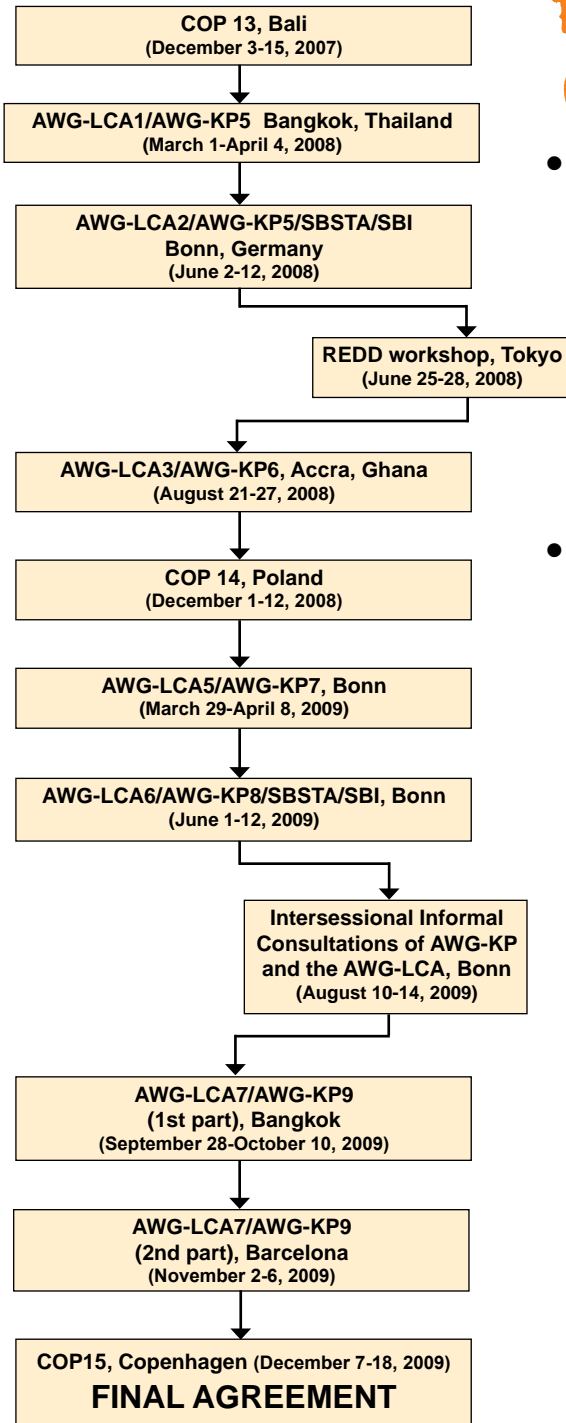 COP 13, Bali
(December 3-15, 2007)
AWG-LCA1/AWG-KP5 Bangkok, Thailand
(March 1-April 4, 2008)
AWG-LCA2/AWG-KP5/SBSTA/SBI
Bonn, Germany
(June 2-12, 2008)
REDD workshop, Tokyo
(June 25-28, 2008)
AWG-LCA3/AWG-KP6, Accra, Ghana
(August 21-27, 2008)
COP 14, Poland
(December 1-12, 2008)
AWG-LCA5/AWG-KP7, Bonn
(March 29-April 8, 2009)
AWG-LCA6/AWG-KP8/SBSTA/SBI, Bonn
(June 1-12, 2009)
Intersessional Informal
Consultations of AWG-KP
and the AWG-LCA, Bonn
(August 10-14, 2009)
AWG-LCA7/AWG-KP9
(1st part), Bangkok
(September 28-October 10, 2009)
AWG-LCA7/AWG-KP9
(2nd part), Barcelona
(November 2-6, 2009)
COP15, Copenhagen (December 7-18, 2009)
FINAL AGREEMENT